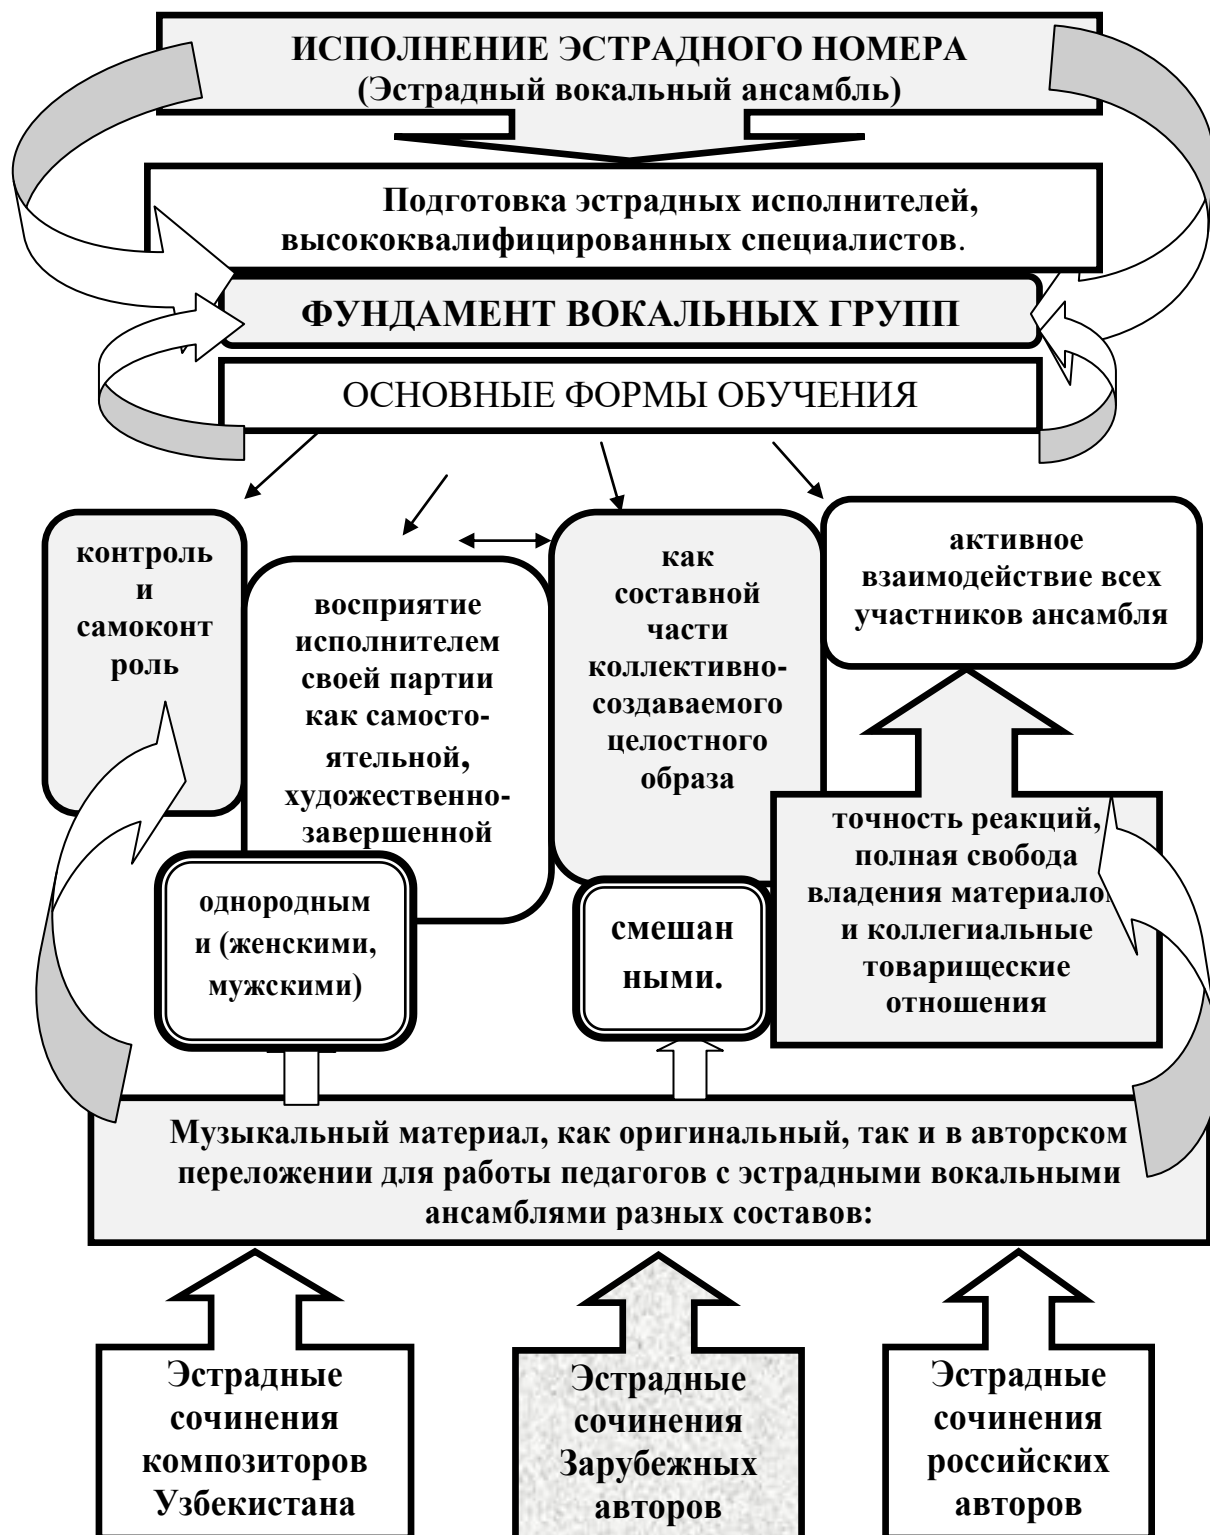 ИСПОЛНЕНИЕ ЭСТРАДНОГО НОМЕРА
(Эстрадный вокальный ансамбль)
Подготовка эстрадных исполнителей,
высококвалифицированных специалистов.
ФУНДАМЕНТ ВОКАЛЬНЫХ ГРУПП
ОСНОВНЫЕ ФОРМЫ ОБУЧЕНИЯ
контроль
и
самоконт
роль
восприятие
исполнителем
своей партии
как самосто-
ятельной,
художественно-
завершенной
как
составной
части
коллективно-
создаваемого
целостного
образа
активное
взаимодействие всех
участников ансамбля
точность реакций,
полная свобода
владения
и коллегиальные
товарищеские
отношения
однородным
и (женскими,
мужскими)
смешан
ными.
Музыкальный материал, как оригинальный, так и в авторском
переложении для работы педагогов с эстрадными вокальными
ансамблями разных составов:
Эстрадные
сочинения
композиторов
Узбекистана
Эстрадные
сочинения
Зарубежных
авторов
Эстрадные
сочинения
российских
авторов